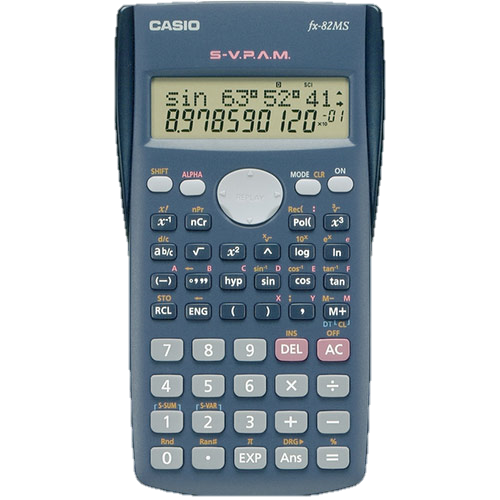 CASIO fx-82MS
S-V.P.A.M.
SCI
sin 63°52°41
8.978590120×10-01
SHIFT ALPHA REPLAY MODE CLR ON
x! nPr Rec( :
x-1 nCr Pol( x3
d/c 10x ex e
ab/c √ x2 ^ log ln
A B C sin-1 D cos-1 E tan-1 F
(−) °,,, hyp sin cos tan
STO X ; Y M− M
RCL ENG ( ) , M+
DT CL
INS OFF
7 8 9 DEL AC
4 5 6 × ÷
S-SUM S-VAR
1 2 3 + −
Rnd Ran# π DRG▸ %
0 · EXP Ans =